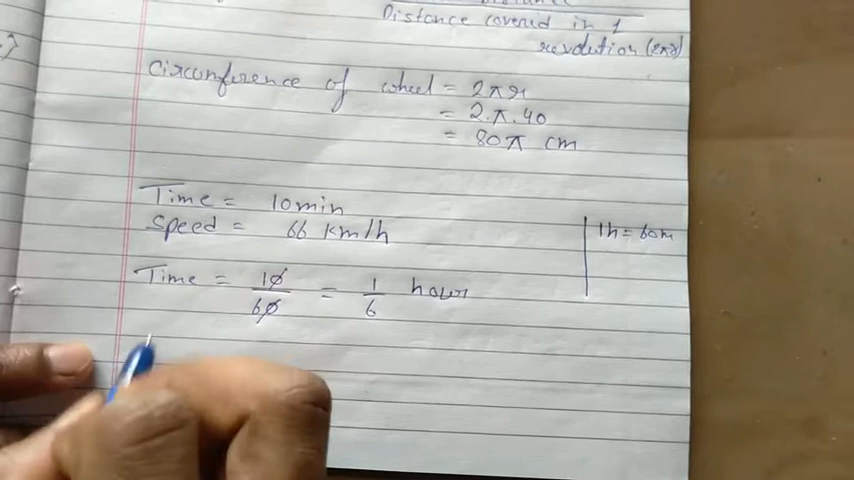 Distance covered in 1
revolution (2πr)
Circumference of wheel = 2πr
= 2.π.40
= 80π cm
Time = 10min
Speed = 66 km/h
1h = 60m
Time = 10/60 = 1/6 hour